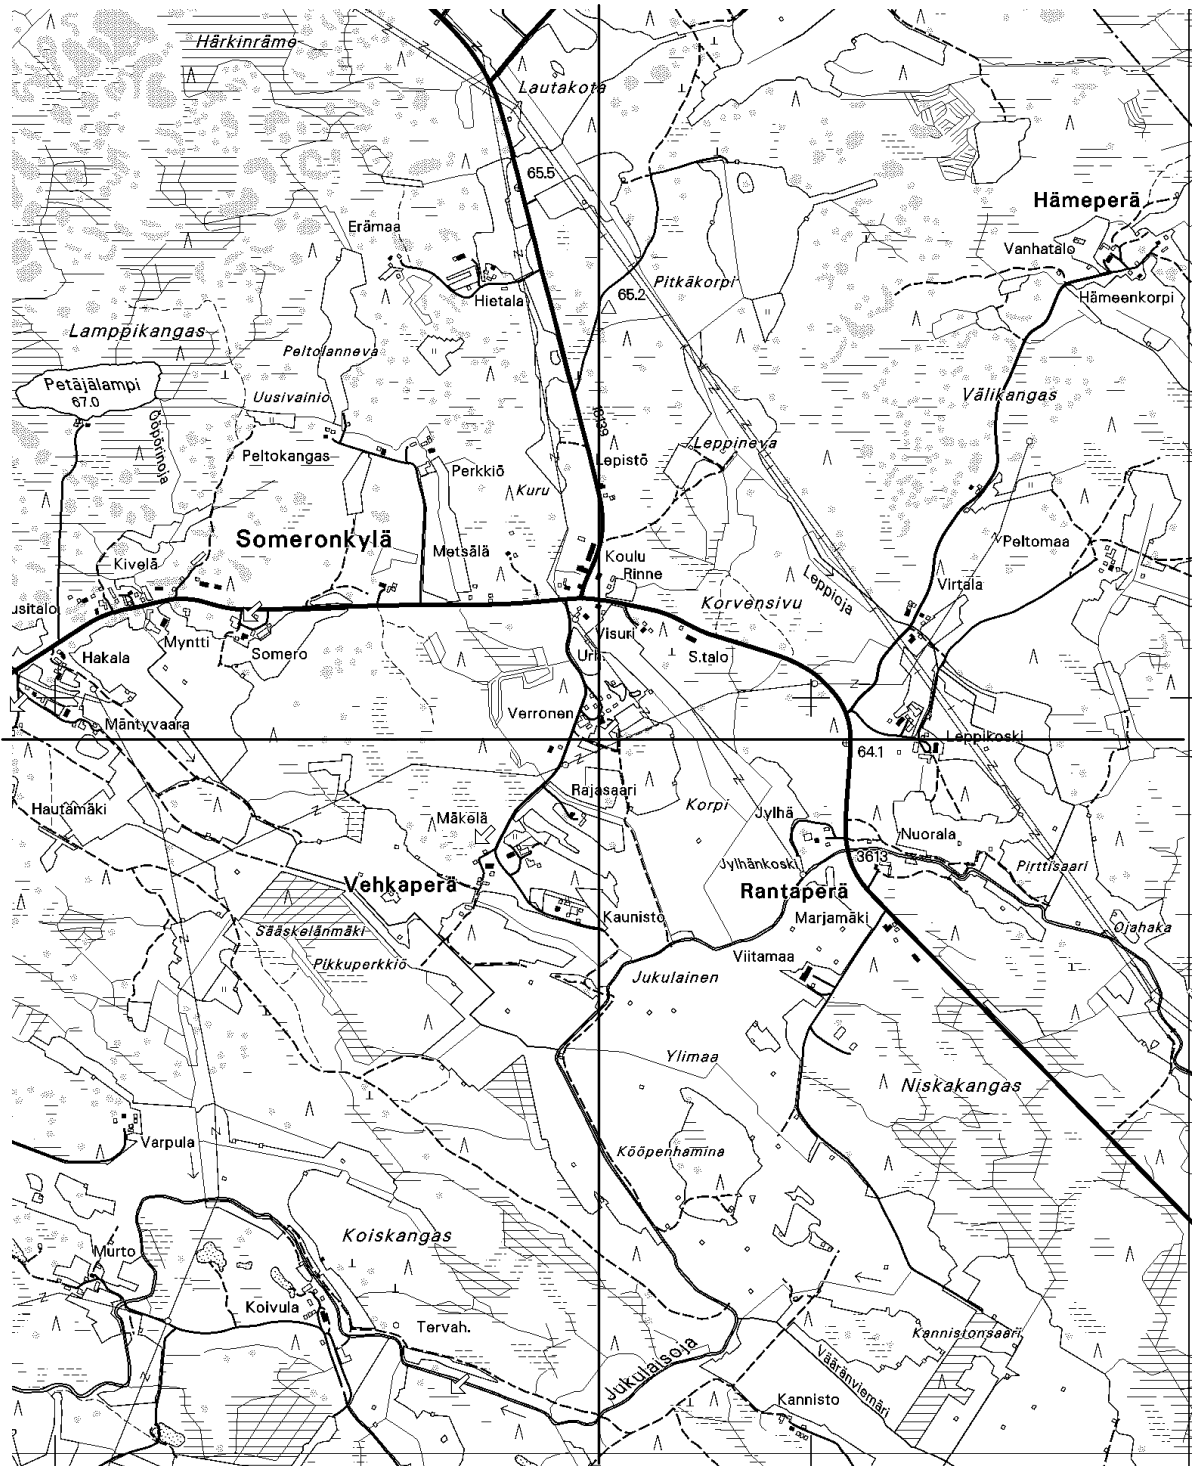 Härkinräme
Lautakota
65.5
Hämeperä
Erämaa
Vanhatalo
Hietala
65.2
Pitkäkorpi
Hämeenkorpi
Lamppikangas
Peltolanneva
Petäjälampi
67.0
Uusivainio
Välikangas
Ööpörinoja
Peltokangas
Perkkiö
Lepistö
Leppineva
Kuru
Someronkylä
Metsälä
Koulu
Peltomaa
Kivelä
Rinne
Leppioja
Virtala
usitalo
Korvensivu
Myntti
Visuri
Hakala
Somero
Urh.
S.talo
Verronen
Mäntyvaara
Leppikoski
64.1
Rajasaari
Hautamäki
Mäkelä
Korpi
Jylhä
Nuorala
3613
Jylhänkoski
Pirttisaari
Vehkaperä
Rantaperä
Kaunisto
Marjamäki
Sääskelänmäki
Ojahaka
Pikkuperkkiö
Viitamaa
Jukulainen
Ylimaa
Niskakangas
Varpula
Kööpenhamina
Koiskangas
Murto
Koivula
Tervah.
Jukulaisoja
Kannistonsaari
Vääränviemäri
Kannisto